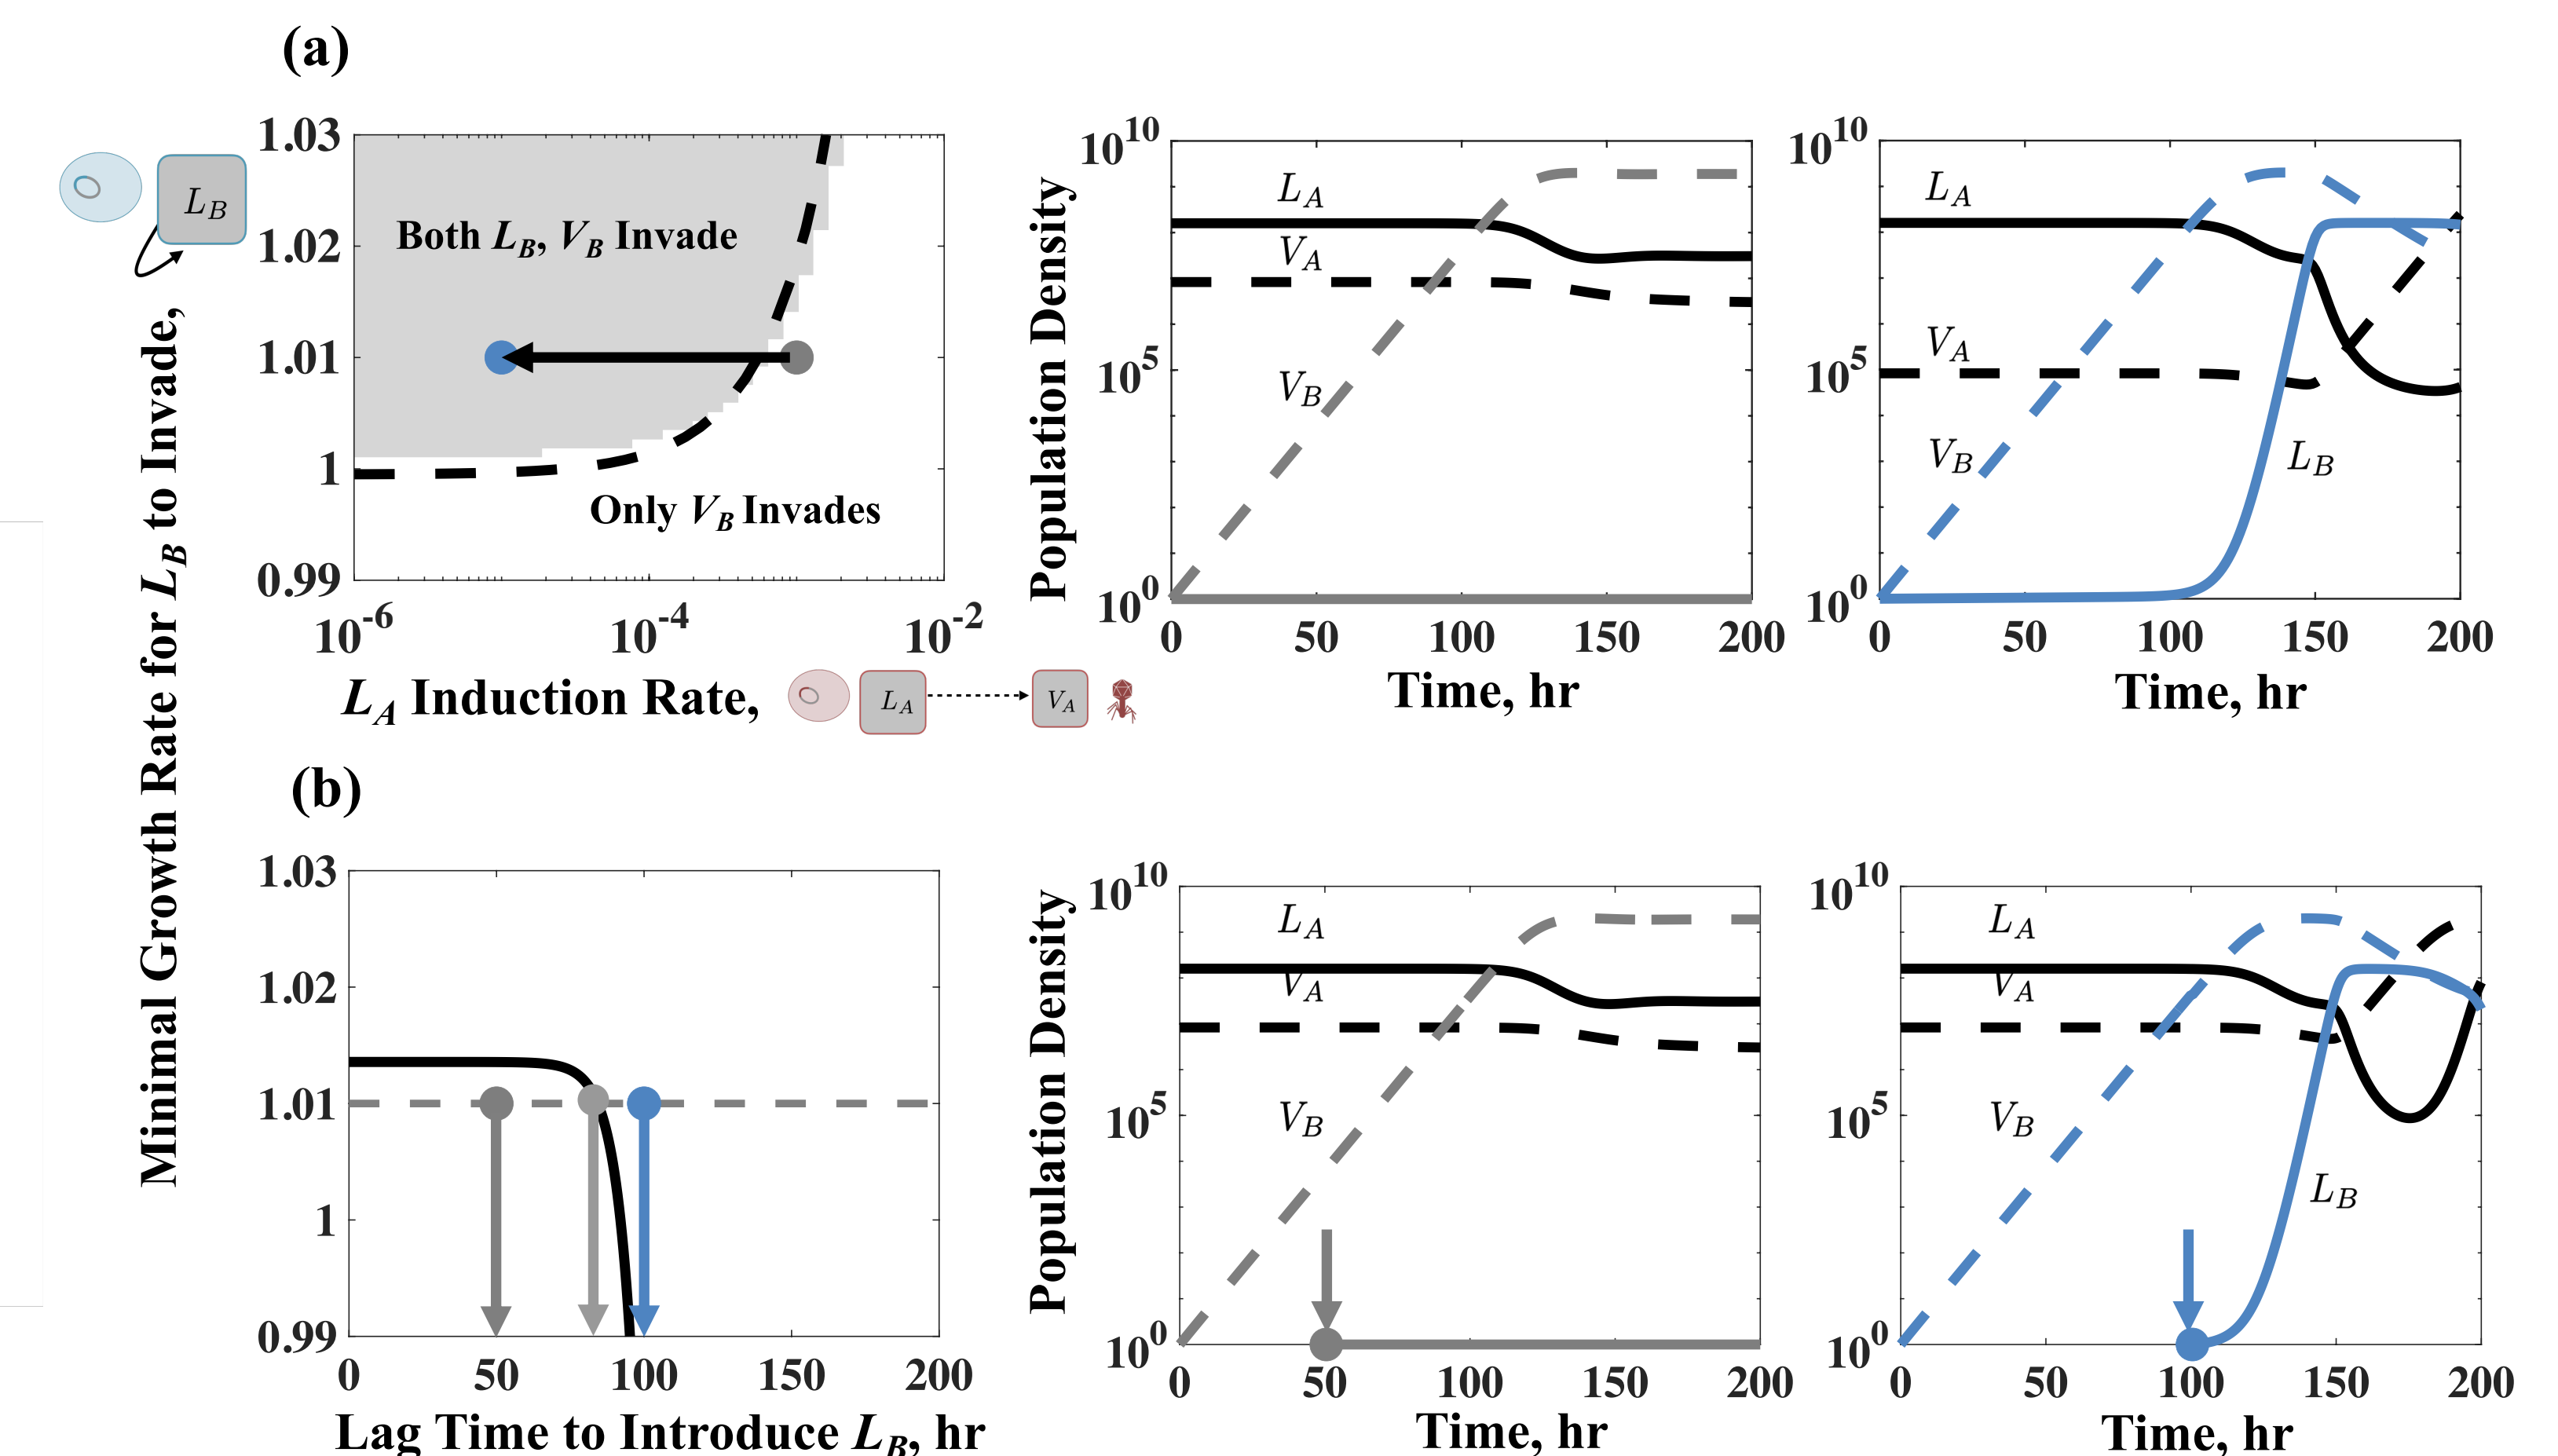 (a)
Minimal Growth Rate for L_B to Invade,
L_B
1.03
1.02
1.01
1
0.99
Both L_B, V_B Invade
Only V_B Invades
10^-6
10^-4
10^-2
L_A Induction Rate,
L_A
V_A
Population Density
10^10
10^5
10^0
L_A
V_A
V_B
0
50
100
150
200
Time, hr
10^10
10^5
10^0
L_A
V_A
V_B
L_B
0
50
100
150
200
Time, hr
(b)
1.03
1.02
1.01
1
0.99
0
50
100
150
200
Lag Time to Introduce L_B, hr
Population Density
10^10
10^5
10^0
L_A
V_A
V_B
0
50
100
150
200
Time, hr
10^10
10^5
10^0
L_A
V_A
V_B
L_B
0
50
100
150
200
Time, hr